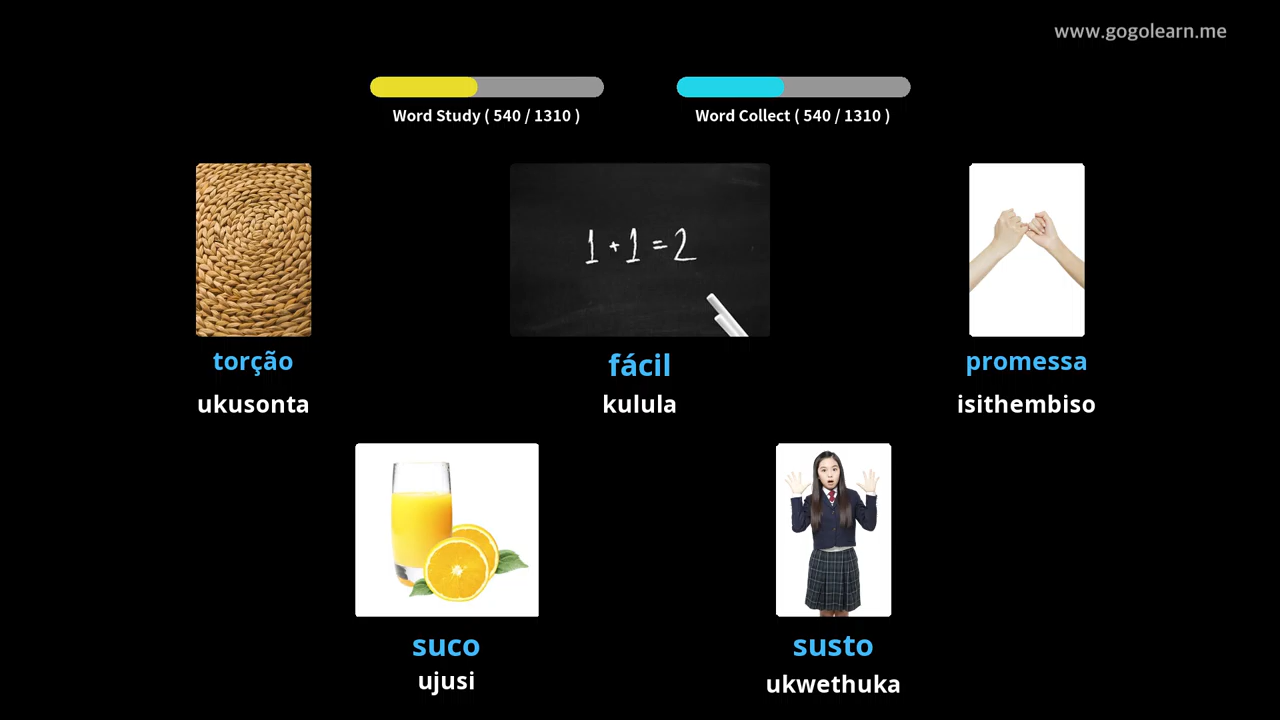 www.gogolearn.me
Word Study ( 540 / 1310 )
Word Collect ( 540 / 1310 )
1 + 1 = 2
torção
fácil
promessa
ukusonta
kulula
isithembiso
suco
susto
ujusi
ukwethuka